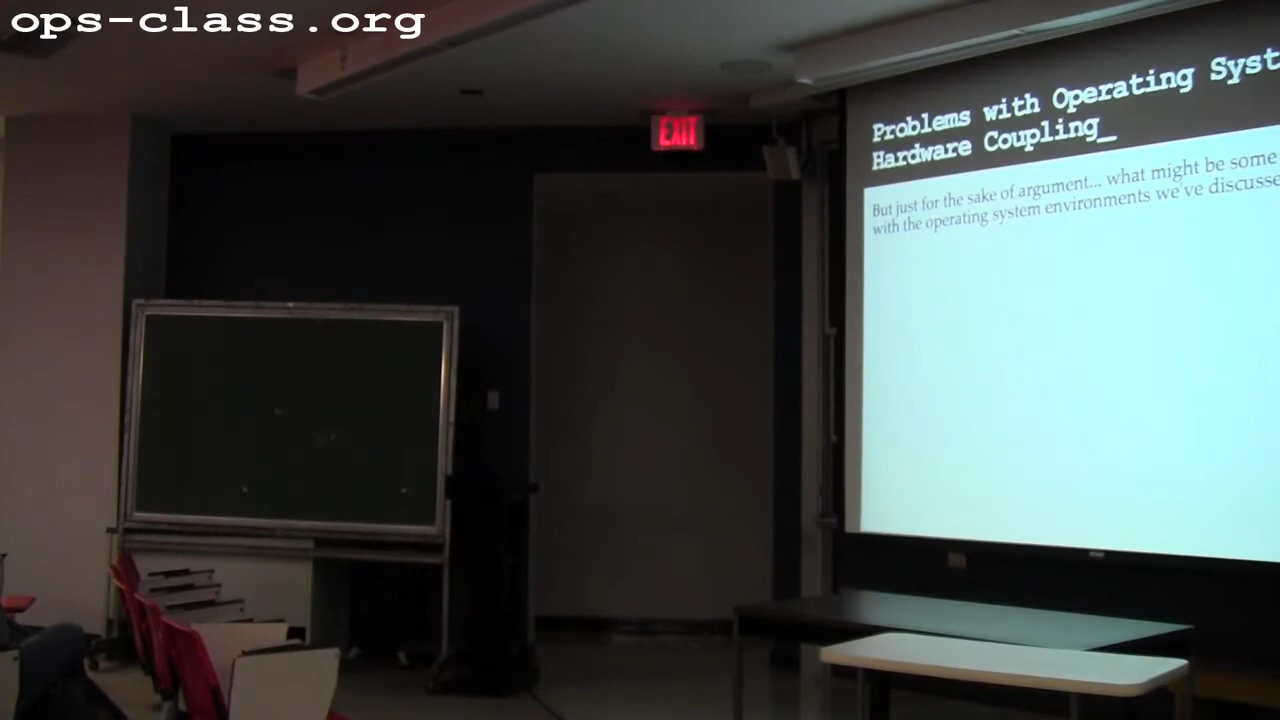 ops-class.org
EXIT
Problems with Operating Syst
Hardware Coupling_
But just for the sake of argument... what might be some
with the operating system environments we've discusse